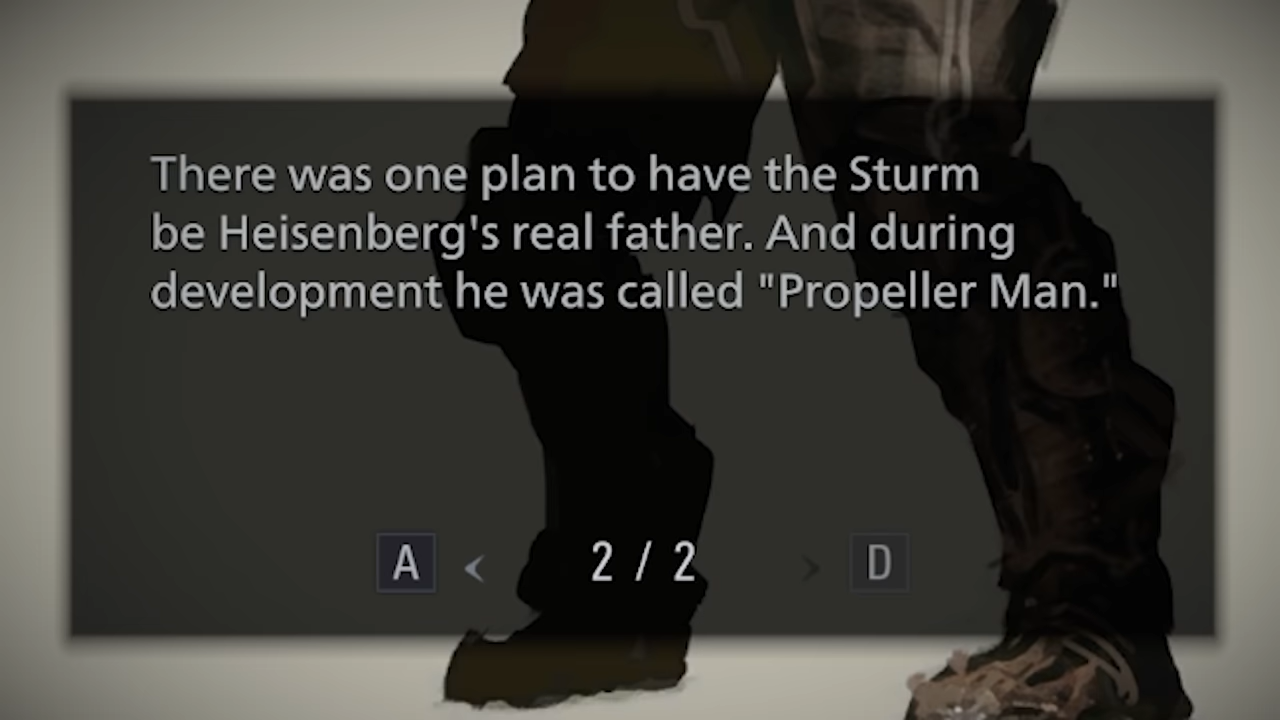 There was one plan to have the Sturm
be Heisenberg's real father. And during
development he was called "Propeller Man."
A < 2 / 2 > D